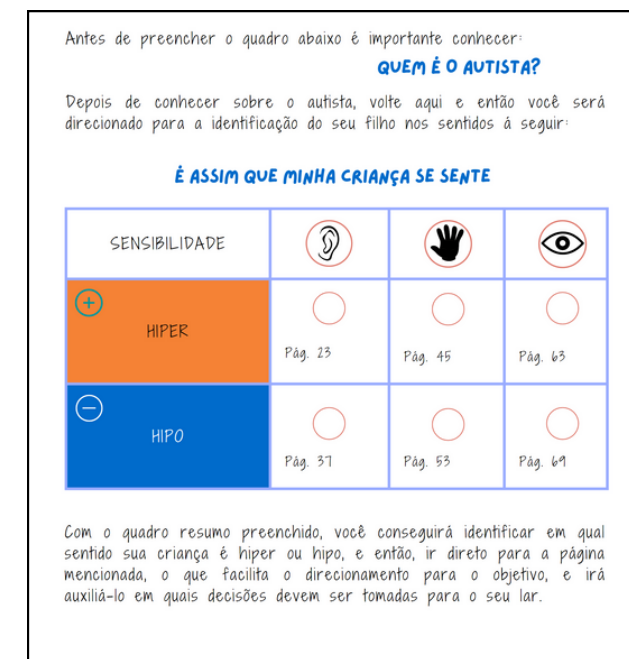 Antes de preencher o quadro abaixo é importante conhecer:
QUEM É O AUTISTA?
Depois de conhecer sobre o autista, volte aqui e então você será
direcionado para a identificação do seu filho nos sentidos á seguir:
É ASSIM QUE MINHA CRIANÇA SE SENTE
SENSIBILIDADE
HIPER
Pág. 23
Pág. 45
Pág. 63
HIPO
Pág. 37
Pág. 53
Pág. 69
Com o quadro resumo preenchido, você conseguirá identificar em qual
sentido sua criança é hiper ou hipo, e então, ir direto para a página
mencionada, o que facilita o direcionamento para o objetivo, e irá
auxiliá-lo em quais decisões devem ser tomadas para o seu lar.